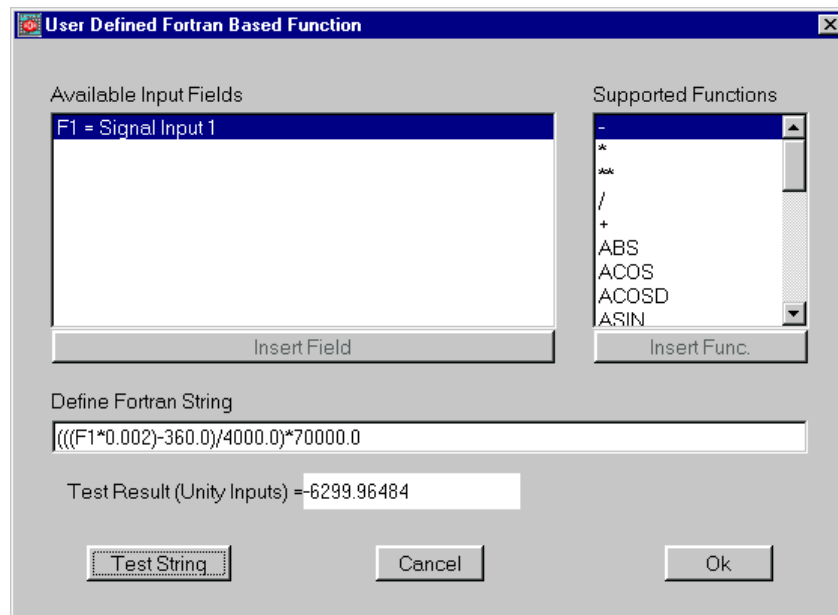 User Defined Fortran Based Function
Available Input Fields
F1 = Signal Input 1
Insert Field
Supported Functions
-
*
**
/
+
ABS
ACOS
ACOSD
ASIN
Insert Func.
Define Fortran String
(((F1*0.002)-360.0)/4000.0)*70000.0
Test Result (Unity Inputs) =-6299.96484
Test String
Cancel
Ok